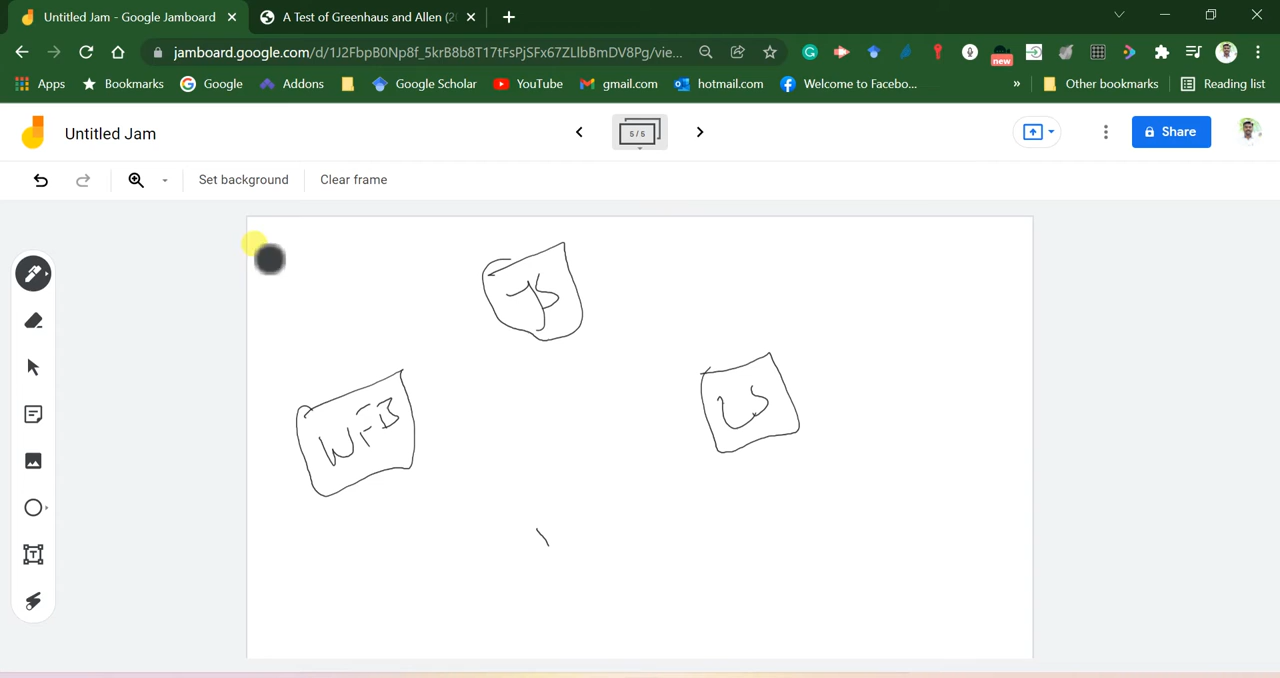 Untitled Jam - Google Jamboard
A Test of Greenhaus and Allen (20
jamboard.google.com/d/1J2FbpB0Np8f_5krB8b8T17tFsPjSFx67ZLlbBmDV8Pg/vie...
new
Apps Bookmarks Google Addons Google Scholar YouTube gmail.com hotmail.com Welcome to Facebo... » Other bookmarks Reading list
Untitled Jam
5 / 5
Share
Set background Clear frame
JS
WFB
LS